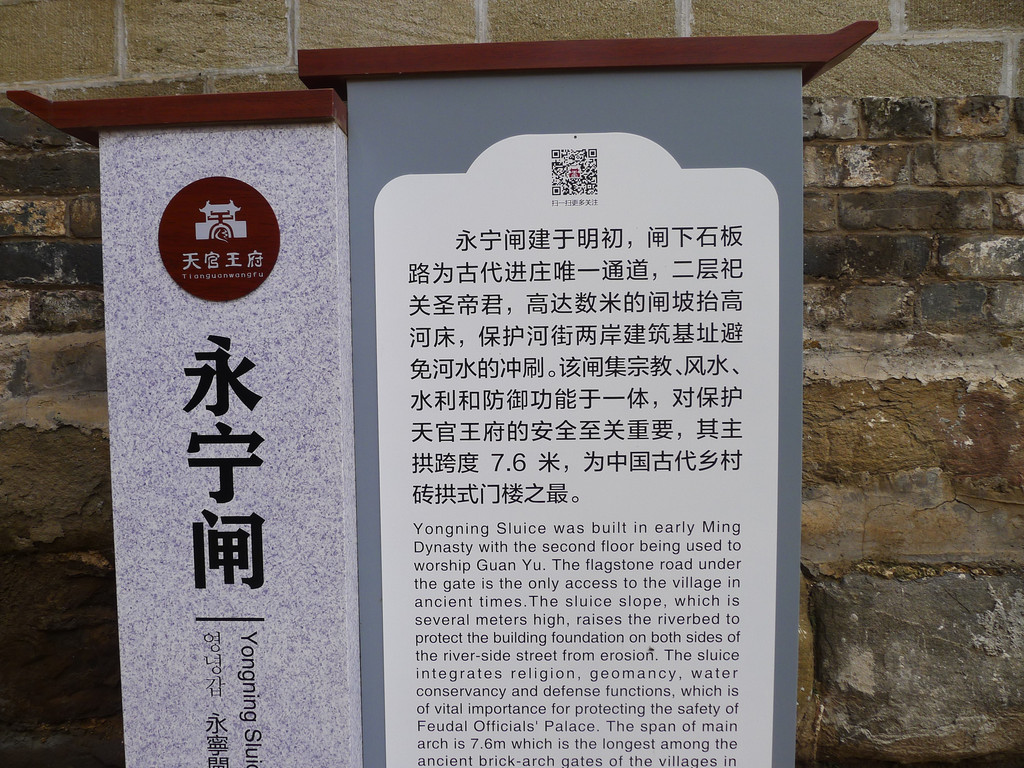 天官王府
Tianguanwangfu
永宁闸
Yongning Sluic
영녕갑 永寧閘
扫一扫更多关注
永宁闸建于明初，闸下石板
路为古代进庄唯一通道，二层祀
关圣帝君，高达数米的闸坡抬高
河床，保护河街两岸建筑基址避
免河水的冲刷。该闸集宗教、风水、
水利和防御功能于一体，对保护
天官王府的安全至关重要，其主
拱跨度 7.6 米，为中国古代乡村
砖拱式门楼之最。
Yongning Sluice was built in early Ming
Dynasty with the second floor being used to
worship Guan Yu. The flagstone road under
the gate is the only access to the village in
ancient times.The sluice slope, which is
several meters high, raises the riverbed to
protect the building foundation on both sides of
the river-side street from erosion. The sluice
integrates religion, geomancy, water
conservancy and defense functions, which is
of vital importance for protecting the safety of
Feudal Officials' Palace. The span of main
arch is 7.6m which is the longest among the
ancient brick-arch gates of the villages in